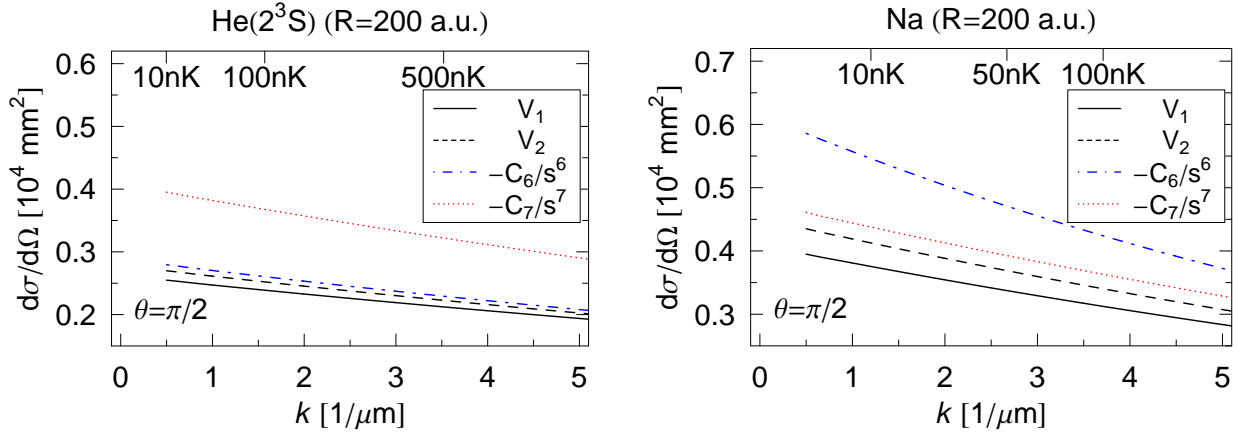 He(2³S) (R=200 a.u.)
0.6
0.5
0.4
0.3
0.2
dσ/dΩ [10⁴ mm²]
10nK 100nK 500nK
V₁
V₂
−C₆/s⁶
−C₇/s⁷
θ=π/2
0 1 2 3 4 5
k [1/μm]
Na (R=200 a.u.)
0.7
0.6
0.5
0.4
0.3
dσ/dΩ [10⁴ mm²]
10nK 50nK 100nK
V₁
V₂
−C₆/s⁶
−C₇/s⁷
θ=π/2
0 1 2 3 4 5
k [1/μm]